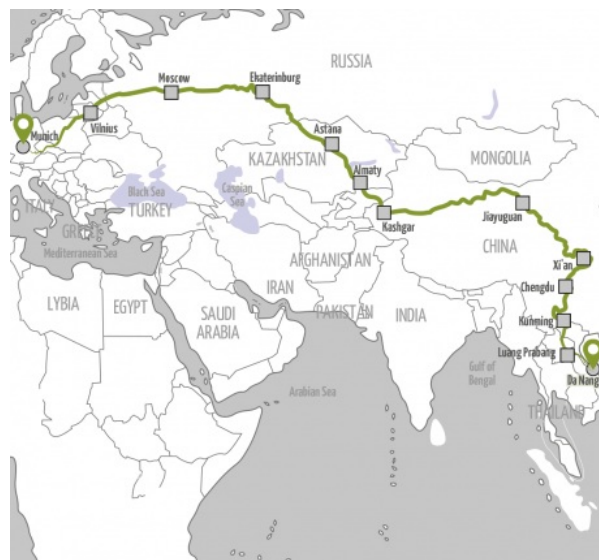 RUSSIA
Moscow
Ekaterinburg
Munich
Vilnius
Astana
KAZAKHSTAN
MONGOLIA
Almaty
Black Sea
Caspian
Sea
ITALY
TURKEY
Jiayuguan
Kashgar
GRE
CHINA
Mediterranean Sea
Xi'an
AFGHANISTAN
Chengdu
IRAN
LYBIA
EGYPT
SAUDI
ARABIA
PAKISTAN
INDIA
Kunming
Luang Prabang
Gulf of
Bengal
Da Nang
Arabian Sea
THAILAND